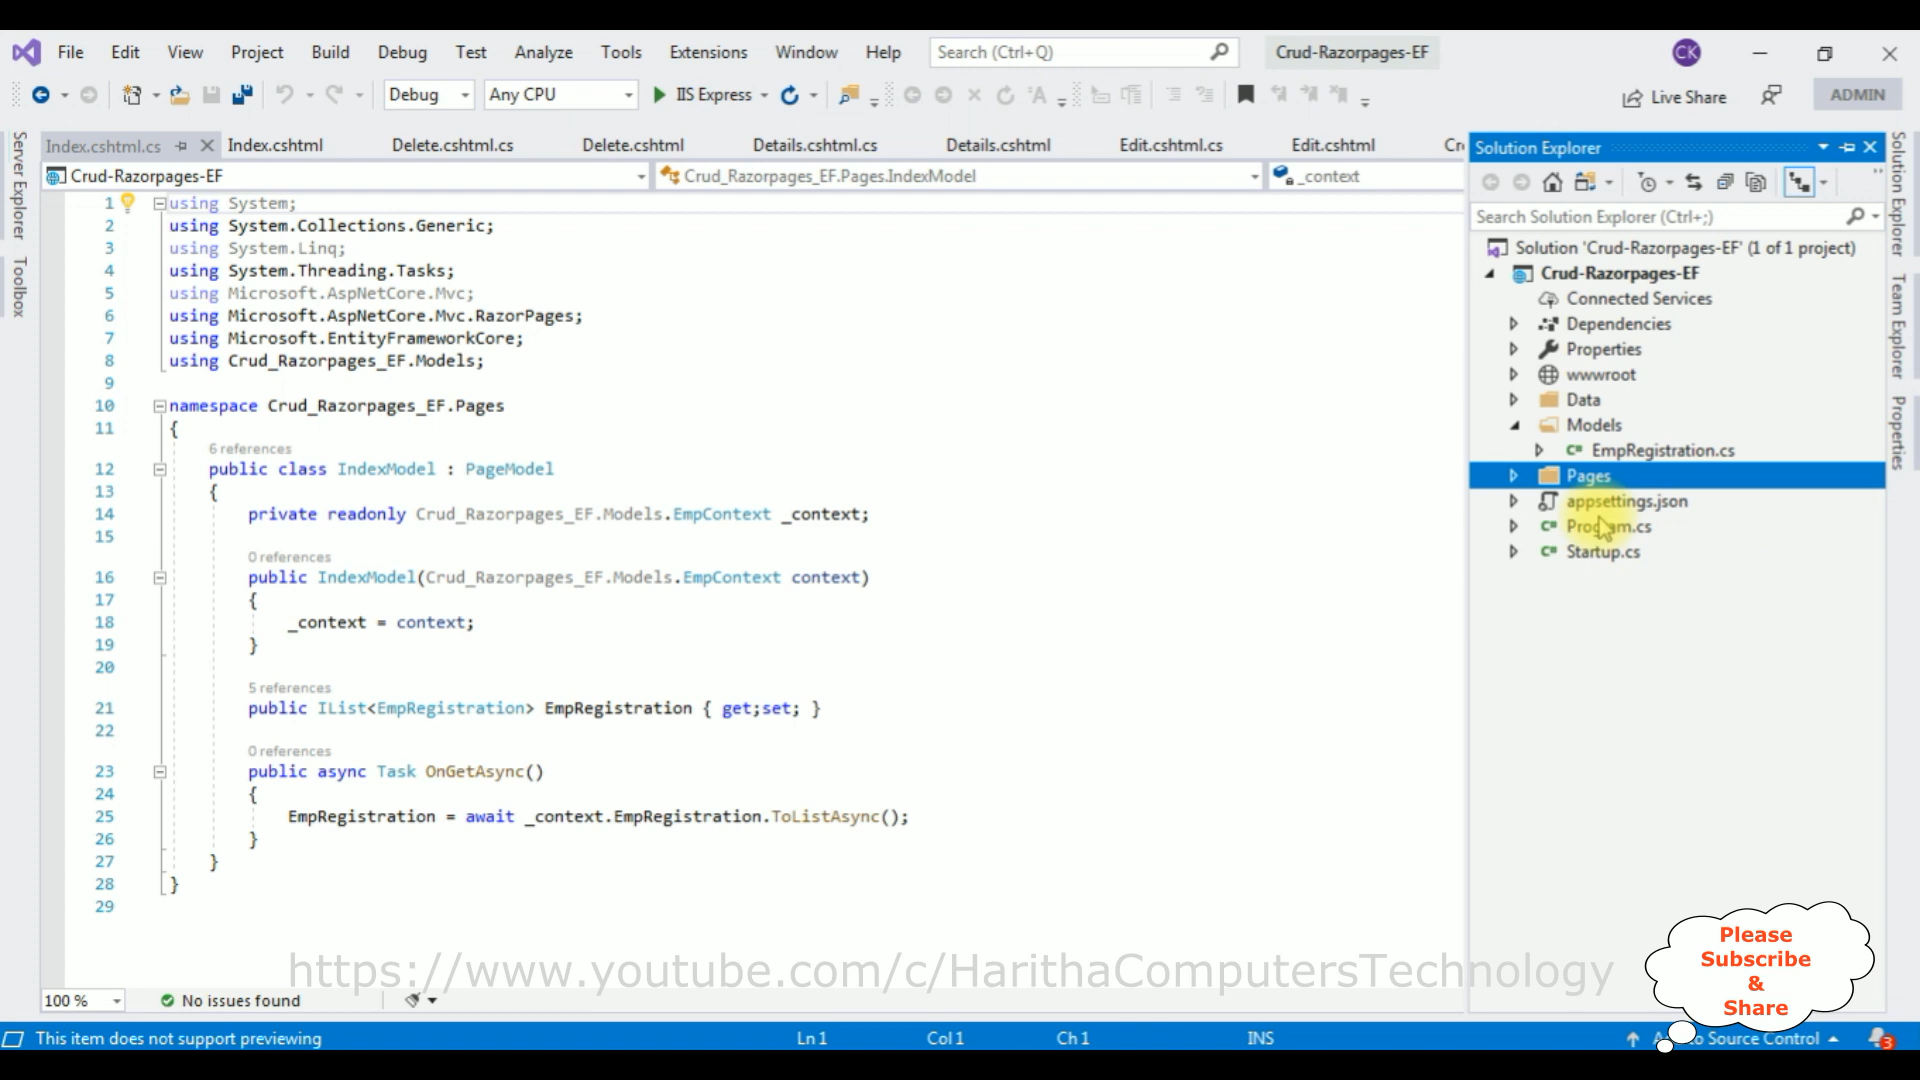 File Edit View Project Build Debug Test Analyze Tools Extensions Window Help Search (Ctrl+Q) Crud-Razorpages-EF CK
Debug Any CPU IIS Express Live Share ADMIN
Index.cshtml.cs Index.cshtml Delete.cshtml.cs Delete.cshtml Details.cshtml.cs Details.cshtml Edit.cshtml.cs Edit.cshtml
Crud-Razorpages-EF Crud_Razorpages_EF.Pages.IndexModel _context
Server Explorer
Toolbox
1 using System;
2 using System.Collections.Generic;
3 using System.Linq;
4 using System.Threading.Tasks;
5 using Microsoft.AspNetCore.Mvc;
6 using Microsoft.AspNetCore.Mvc.RazorPages;
7 using Microsoft.EntityFrameworkCore;
8 using Crud_Razorpages_EF.Models;
9
10 namespace Crud_Razorpages_EF.Pages
11 {
6 references
12 public class IndexModel : PageModel
13 {
14 private readonly Crud_Razorpages_EF.Models.EmpContext _context;
15
0 references
16 public IndexModel(Crud_Razorpages_EF.Models.EmpContext context)
17 {
18 _context = context;
19 }
20
5 references
21 public IList<EmpRegistration> EmpRegistration { get;set; }
22
0 references
23 public async Task OnGetAsync()
24 {
25 EmpRegistration = await _context.EmpRegistration.ToListAsync();
26 }
27 }
28 }
29
Solution Explorer
Search Solution Explorer (Ctrl+;)
Solution 'Crud-Razorpages-EF' (1 of 1 project)
Crud-Razorpages-EF
Connected Services
Dependencies
Properties
wwwroot
Data
Models
C# EmpRegistration.cs
Pages
appsettings.json
C# Program.cs
C# Startup.cs
Solution Explorer
Team Explorer
Properties
https://www.youtube.com/c/HarithaComputersTechnology
Please
Subscribe
&
Share
100 % No issues found
This item does not support previewing Ln 1 Col 1 Ch 1 INS Source Control 3